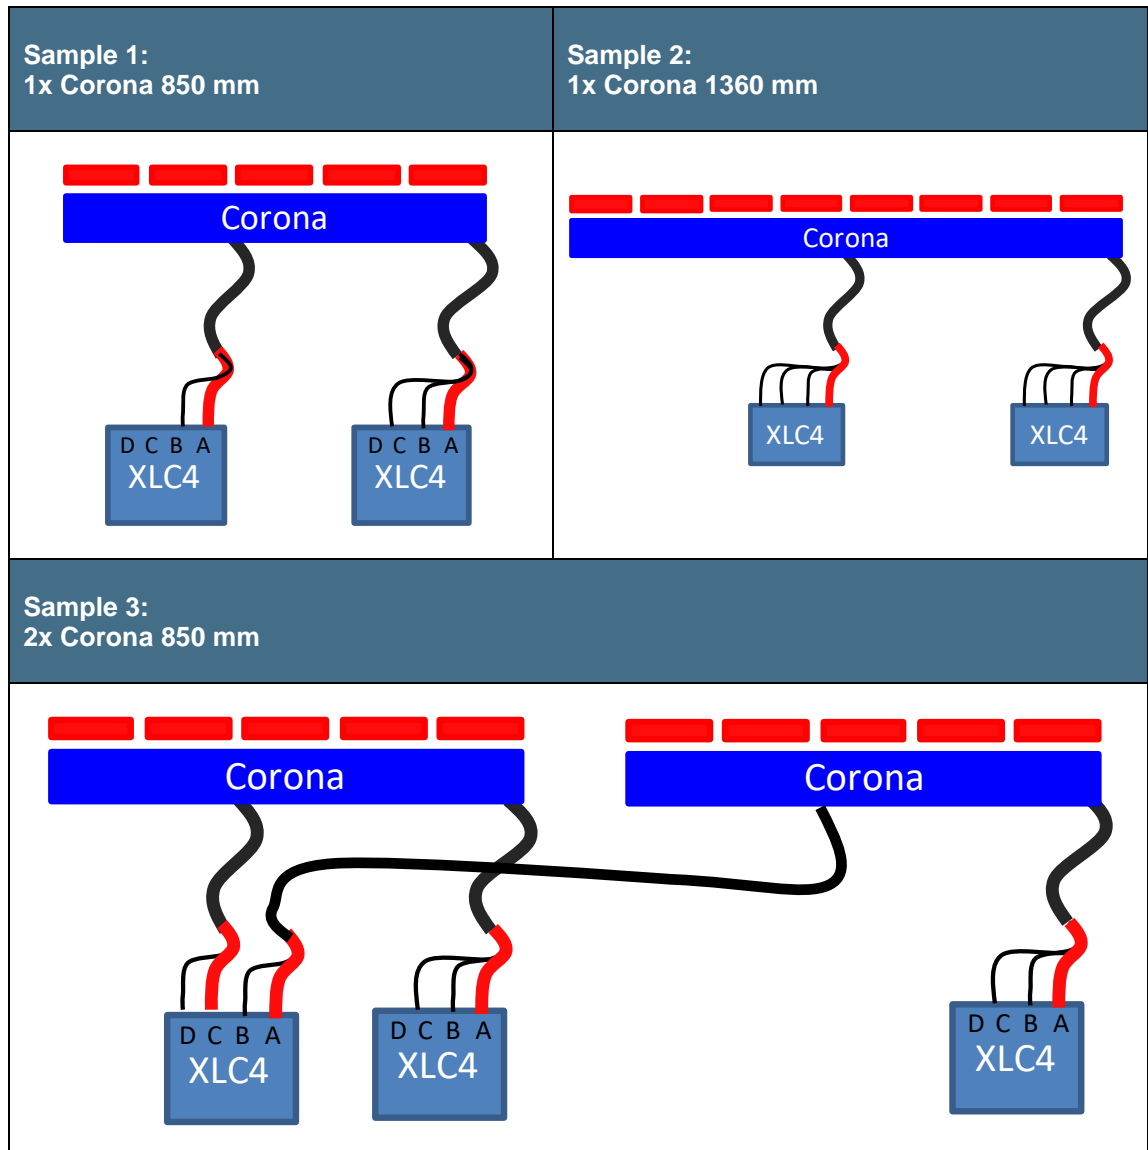 Sample 1:
1x Corona 850 mm
Sample 2:
1x Corona 1360 mm
Corona
D C B A
XLC4
D C B A
XLC4
Corona
XLC4
XLC4
Sample 3:
2x Corona 850 mm
Corona
Corona
D C B A
XLC4
D C B A
XLC4
D C B A
XLC4